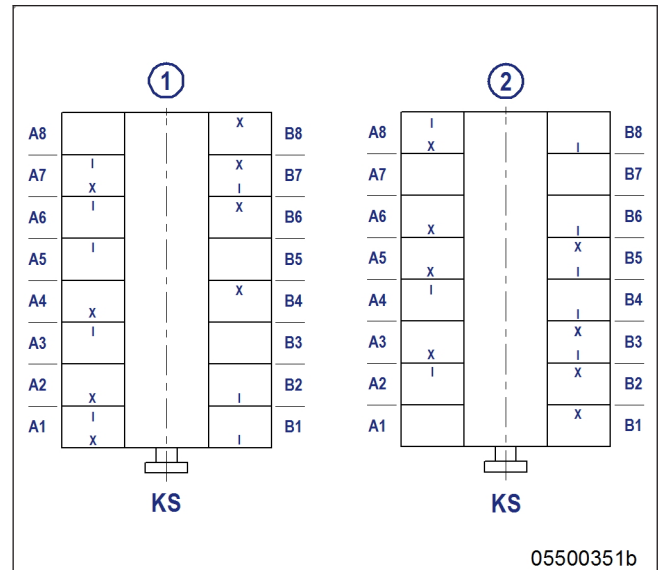 1
A8 X B8
A7 I X X I B7
A6 I X B6
A5 I B5
A4 X X B4
A3 I B3
A2 X I B2
A1 I X I B1
KS
2
A8 I X I B8
A7 B7
A6 X I B6
A5 X X I B5
A4 I I B4
A3 X X I B3
A2 I X B2
A1 X B1
KS
05500351b